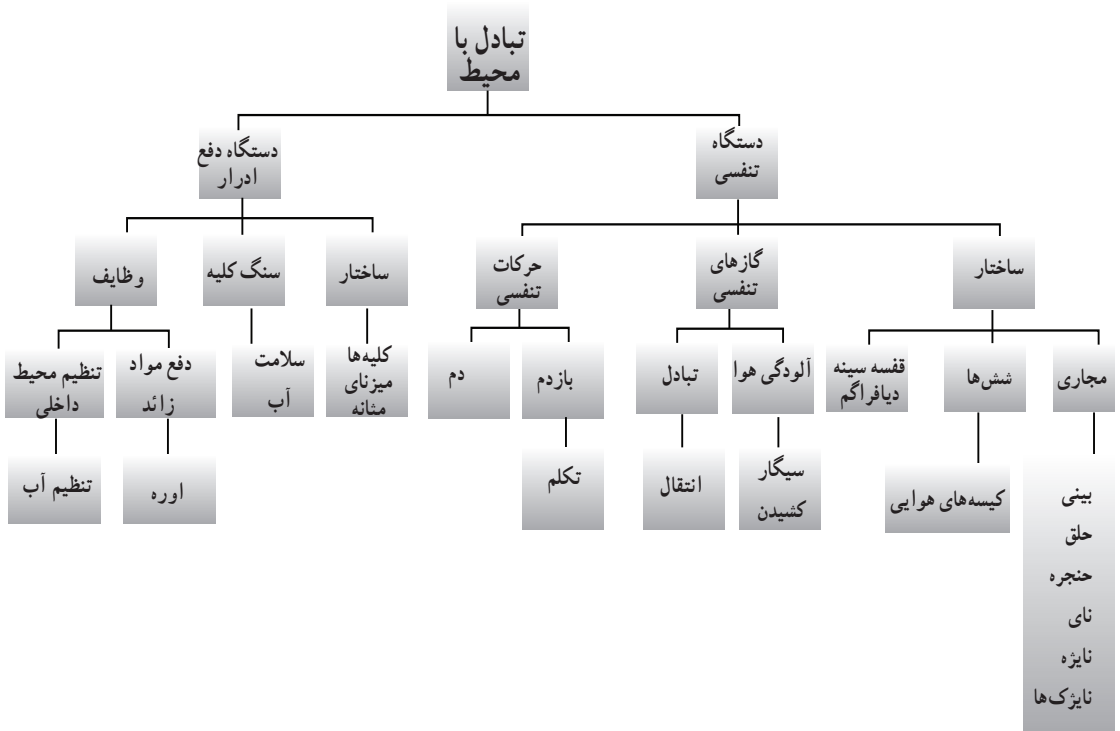 تبادل با
محیط
دستگاه
تنفسی
دستگاه دفع
ادرار
ساختار
گازهای
تنفسی
حرکات
تنفسی
ساختار
سنگ کلیه
وظایف
مجاری
شش‌ها
قفسه سینه
دیافراگم
آلودگی هوا
تبادل
بازدم
دم
کلیه‌ها
میزنای
مثانه
سلامت
آب
دفع مواد
زائد
تنظیم محیط
داخلی
بینی
حلق
حنجره
نای
نایژه
نایژک‌ها
کیسه‌های هوایی
سیگار
کشیدن
انتقال
تکلم
اوره
تنظیم آب